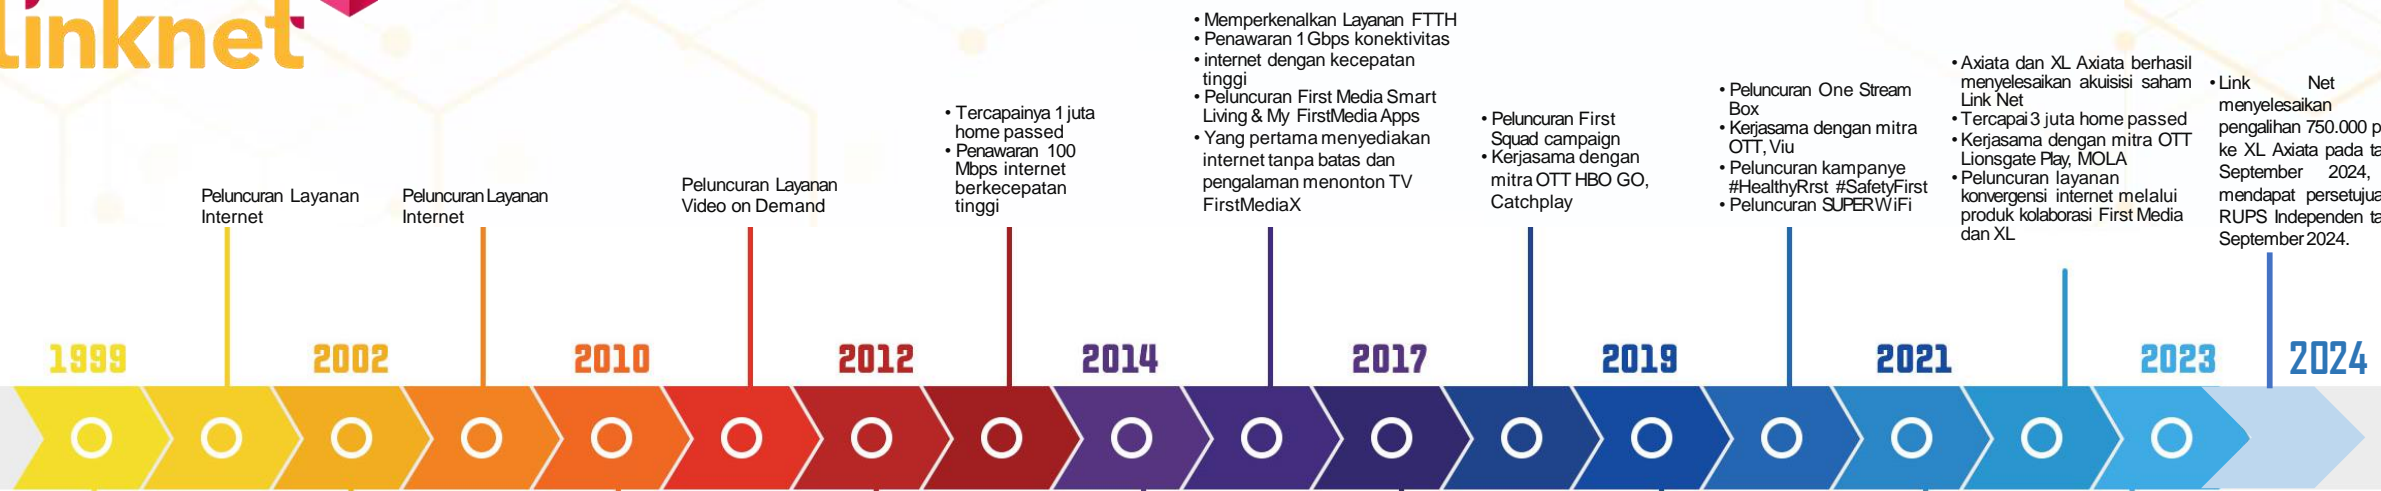 linknet
Peluncuran Layanan
Internet
Peluncuran Layanan
Internet
Peluncuran Layanan
Video on Demand
• Tercapainya 1 juta
home passed
• Penawaran 100
Mbps internet
berkecepatan
tinggi
• Memperkenalkan Layanan FTTH
• Penawaran 1 Gbps konektivitas
• internet dengan kecepatan
tinggi
• Peluncuran First Media Smart
Living & My FirstMedia Apps
• Yang pertama menyediakan
internet tanpa batas dan
pengalaman menonton TV
FirstMediaX
• Peluncuran First
Squad campaign
• Kerjasama dengan
mitra OTT HBO GO,
Catchplay
• Peluncuran One Stream
Box
• Kerjasama dengan mitra
OTT, Viu
• Peluncuran kampanye
#HealthyRrst #SafetyFirst
• Peluncuran SUPERWiFi
• Axiata dan XL Axiata berhasil
menyelesaikan akuisisi saham
Link Net
• Tercapai 3 juta home passed
• Kerjasama dengan mitra OTT
Lionsgate Play, MOLA
• Peluncuran layanan
konvergensi internet melalui
produk kolaborasi First Media
dan XL
• Link Net
menyelesaikan
pengalihan 750.000
ke XL Axiata pada
September 2024,
mendapat
RUPS Independen
September 2024.
1999
2002
2010
2012
2014
2017
2019
2021
2023
2024